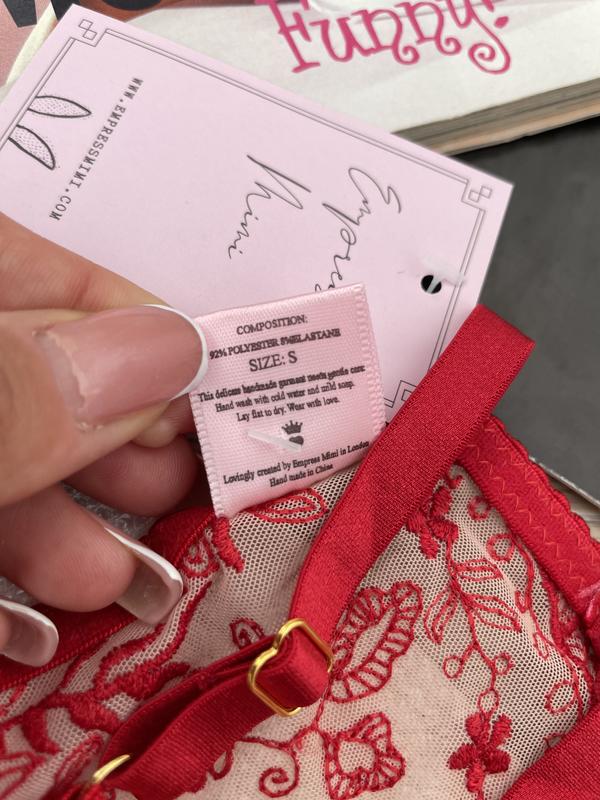 Funny!
WWW.EMPRESSMIMI.COM
Empress
Mimi
COMPOSITION:
92% POLYESTER 8%ELASTANE
SIZE: S
This delicate handmade garment needs gentle care:
Hand wash with cold water and mild soap.
Lay flat to dry. Wear with love.
Lovingly created by Empress Mimi in London
Hand made in China